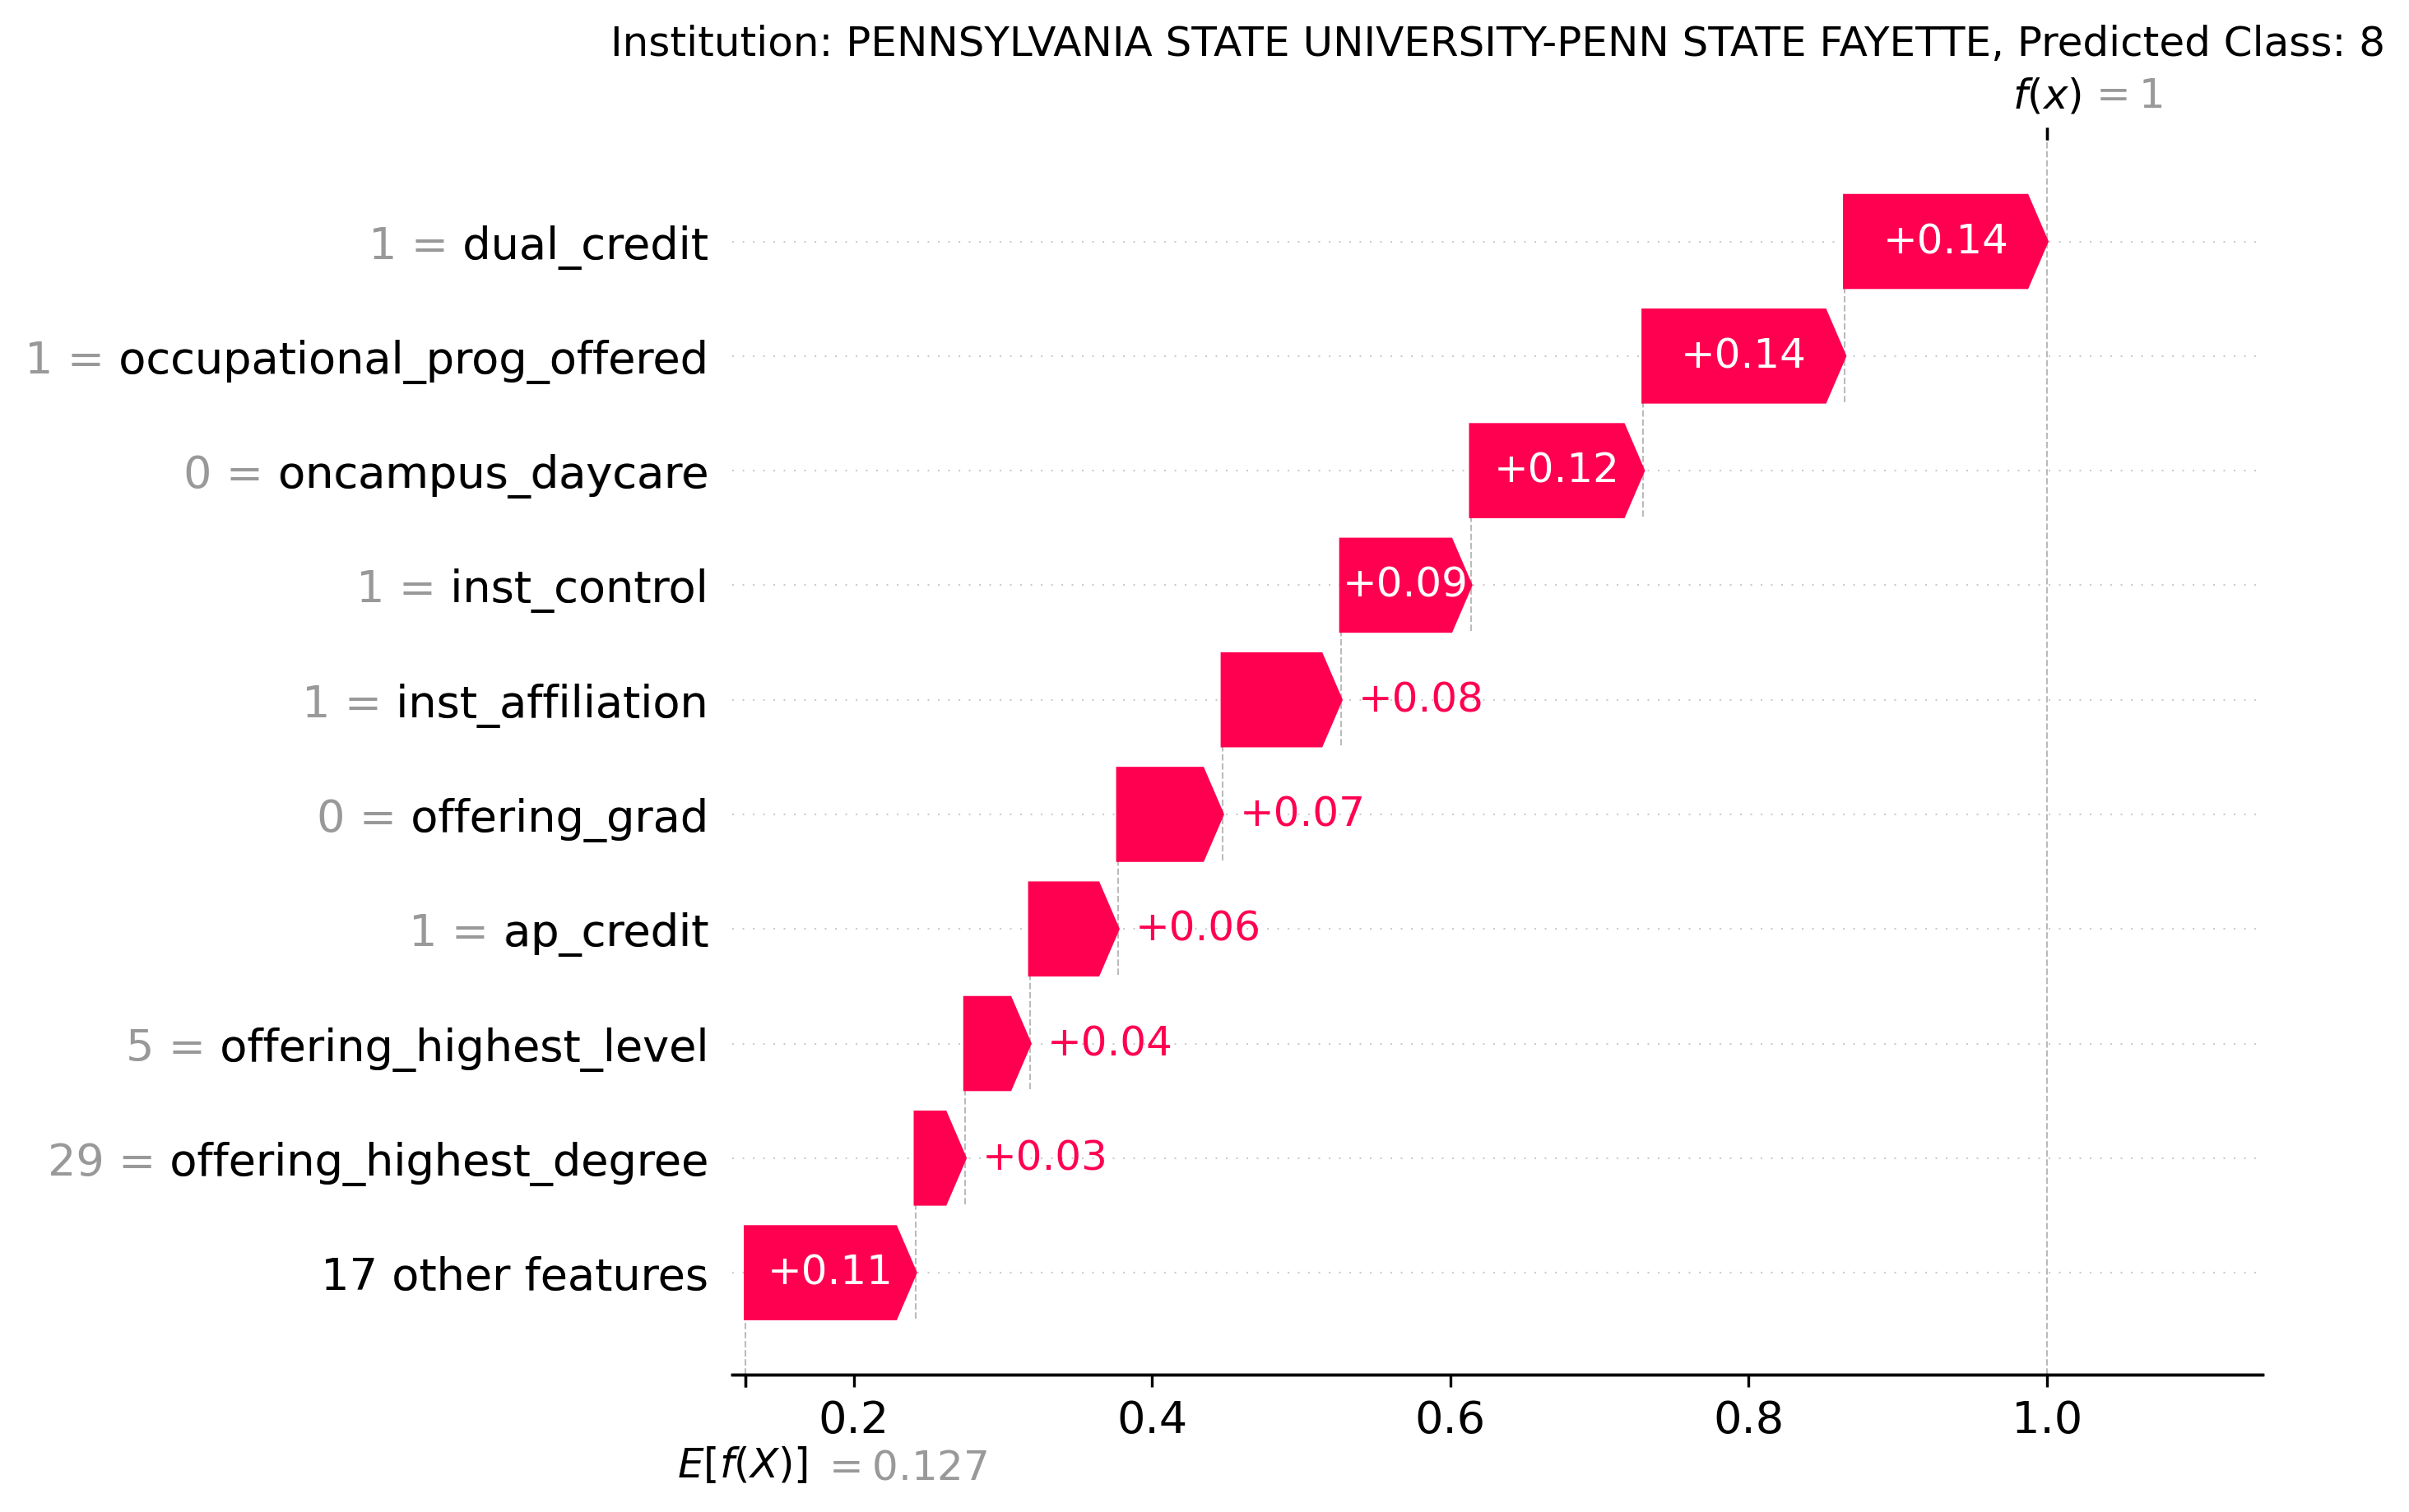 Institution: PENNSYLVANIA STATE UNIVERSITY-PENN STATE FAYETTE, Predicted Class: 8
f(x) = 1
1 = dual_credit +0.14
1 = occupational_prog_offered +0.14
0 = oncampus_daycare +0.12
1 = inst_control +0.09
1 = inst_affiliation +0.08
0 = offering_grad +0.07
1 = ap_credit +0.06
5 = offering_highest_level +0.04
29 = offering_highest_degree +0.03
17 other features +0.11
0.2 0.4 0.6 0.8 1.0
E[f(X)] = 0.127